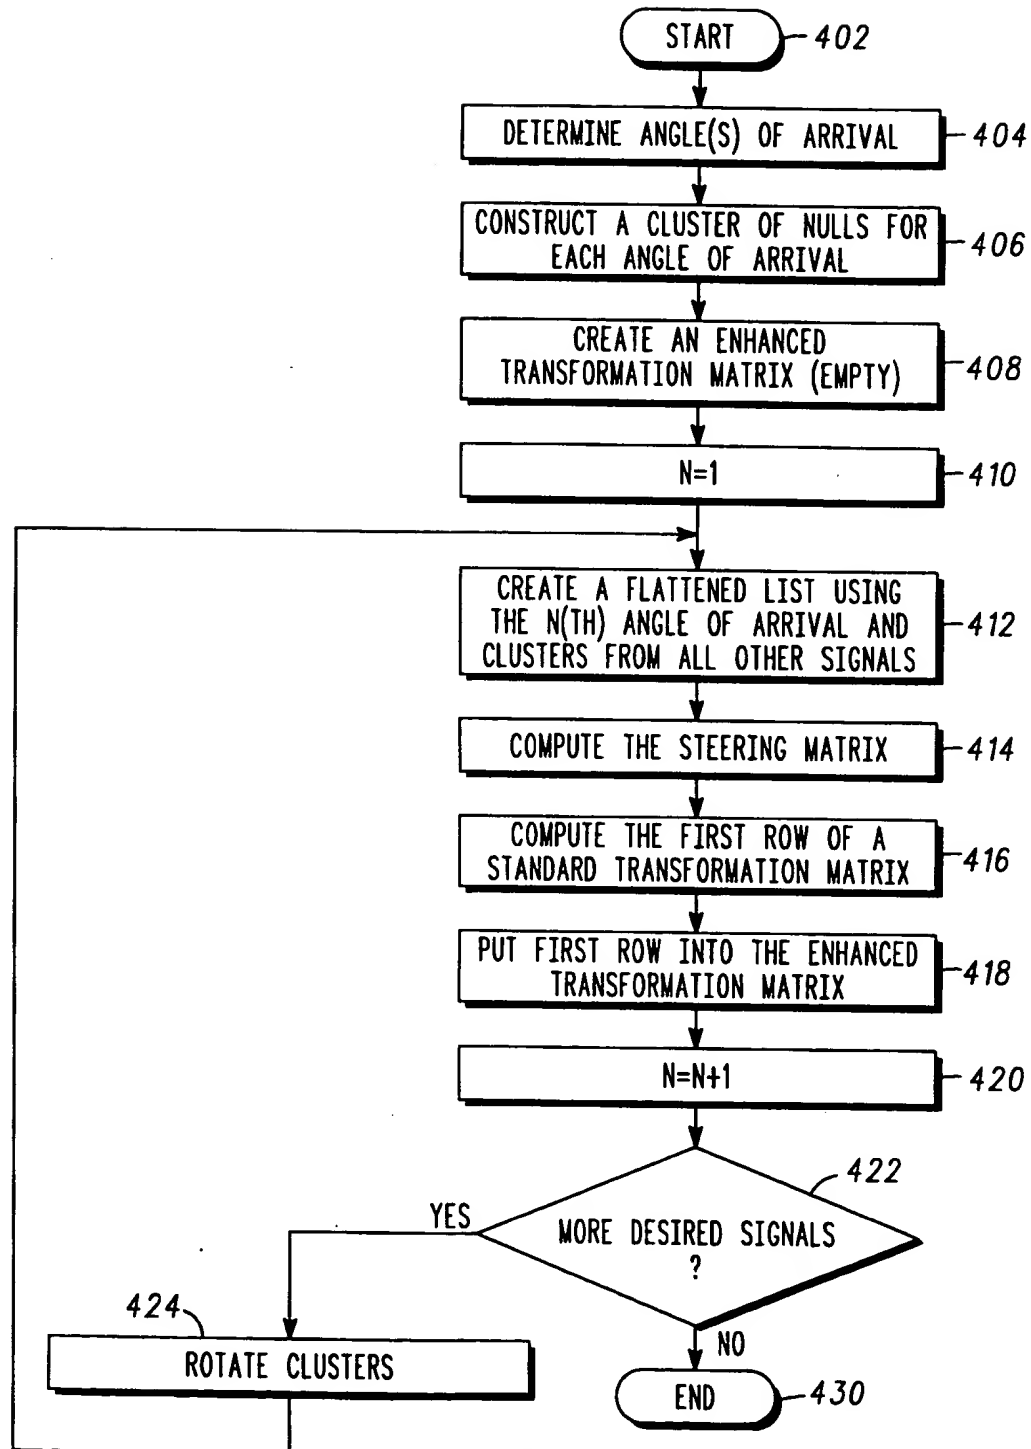 START
402
DETERMINE ANGLE(S) OF ARRIVAL
404
CONSTRUCT A CLUSTER OF NULLS FOR
EACH ANGLE OF ARRIVAL
406
CREATE AN ENHANCED
TRANSFORMATION MATRIX (EMPTY)
408
N=1
410
CREATE A FLATTENED LIST USING
THE N(TH) ANGLE OF ARRIVAL AND
CLUSTERS FROM ALL OTHER SIGNALS
412
COMPUTE THE STEERING MATRIX
414
COMPUTE THE FIRST ROW OF A
STANDARD TRANSFORMATION MATRIX
416
PUT FIRST ROW INTO THE ENHANCED
TRANSFORMATION MATRIX
418
N=N+1
420
422
YES
MORE DESIRED SIGNALS
?
424
ROTATE CLUSTERS
NO
END
430